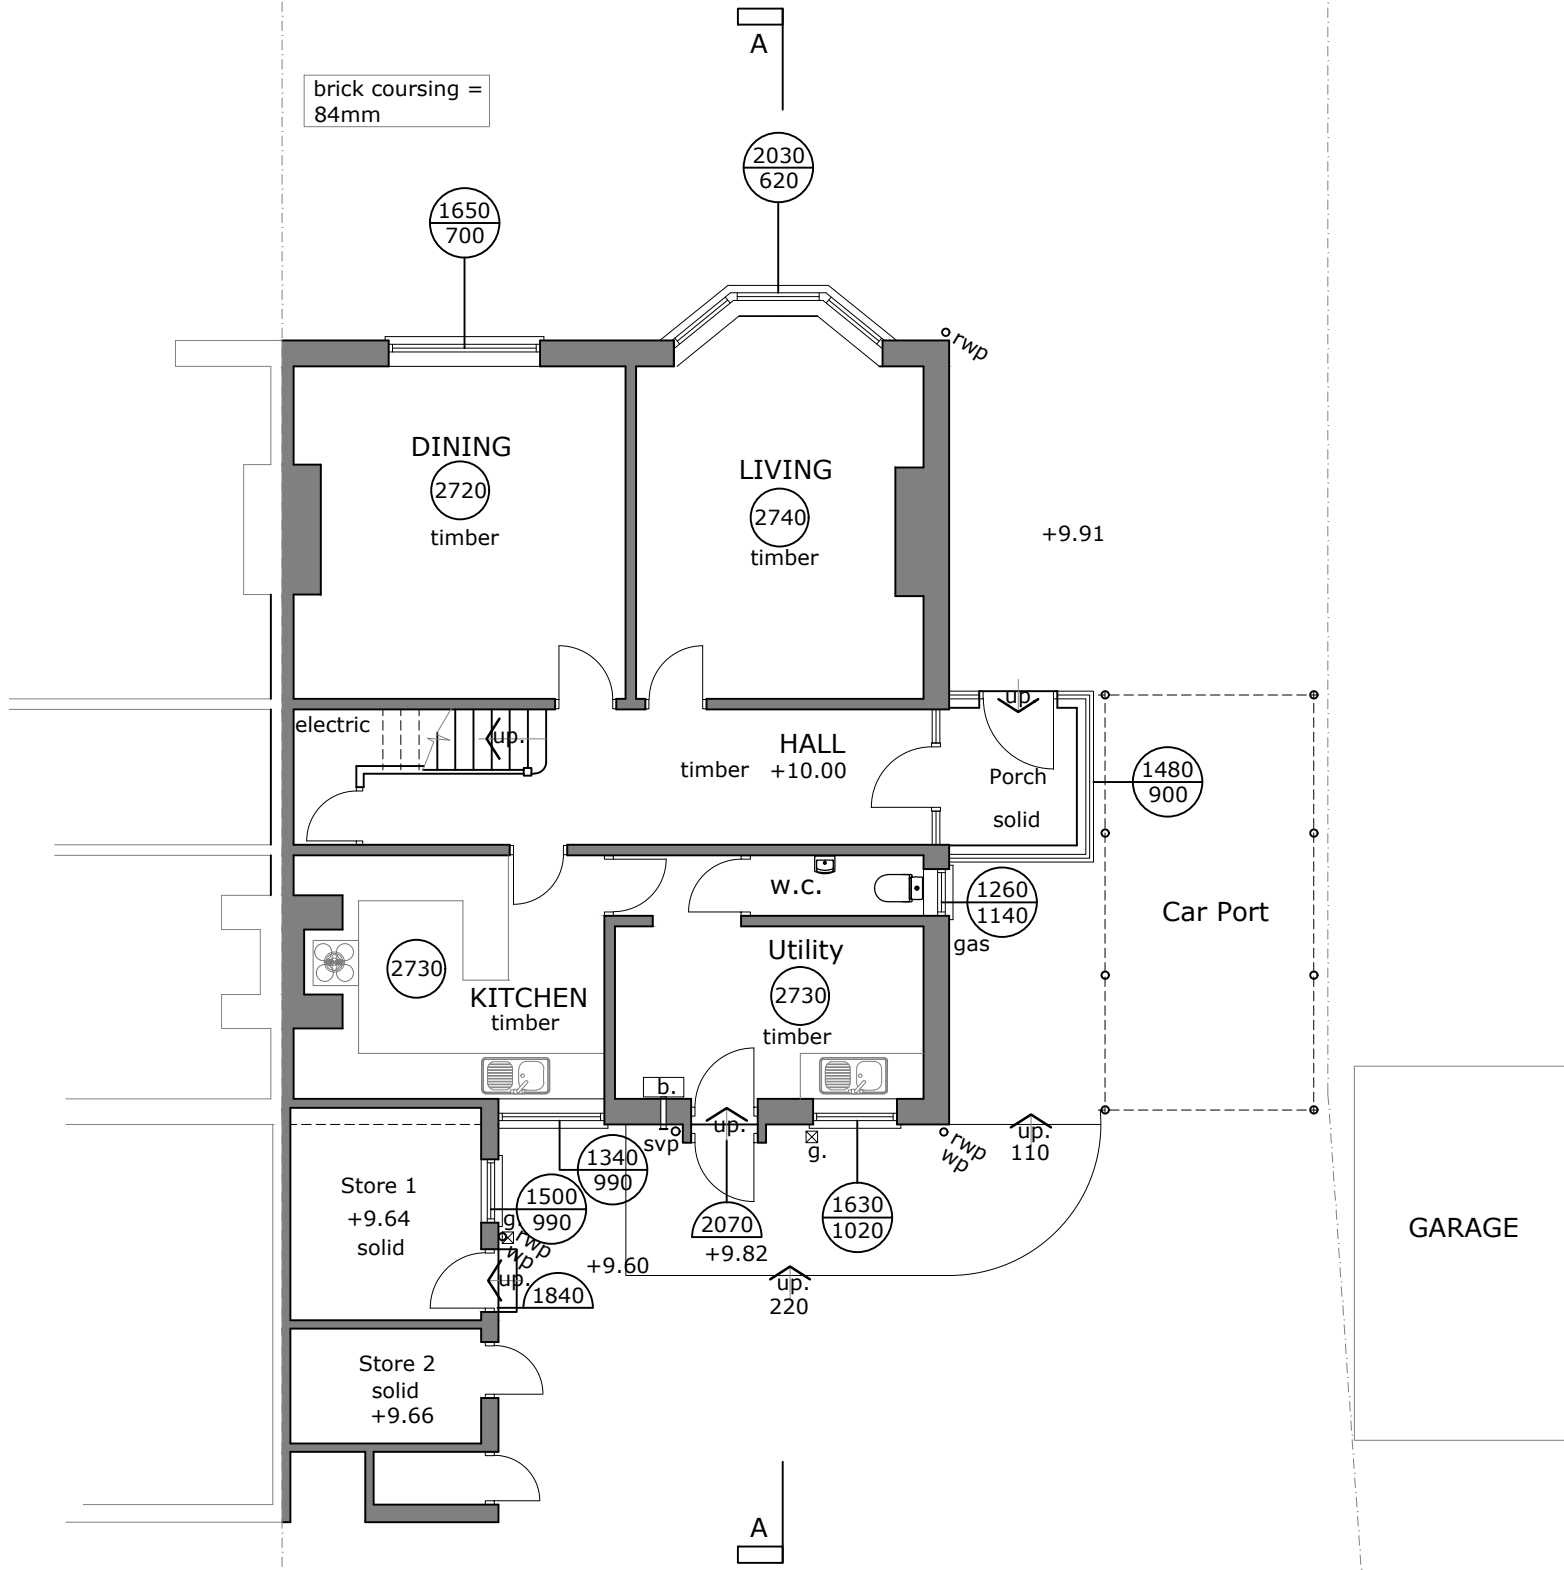 A
brick coursing =
84mm
2030
620
1650
700
rwp
DINING
2720
timber
LIVING
2740
timber
+9.91
electric
up.
HALL
timber +10.00
up
Porch
solid
1480
900
w.c.
1260
1140
gas
Car Port
2730
KITCHEN
timber
Utility
2730
timber
b.
svp
up.
g.
rwp
wp
up.
110
Store 1
+9.64
solid
1340
990
1500
990
g.
rwp
wp
up.
1840
+9.60
2070
+9.82
1630
1020
up.
220
GARAGE
Store 2
solid
+9.66
A